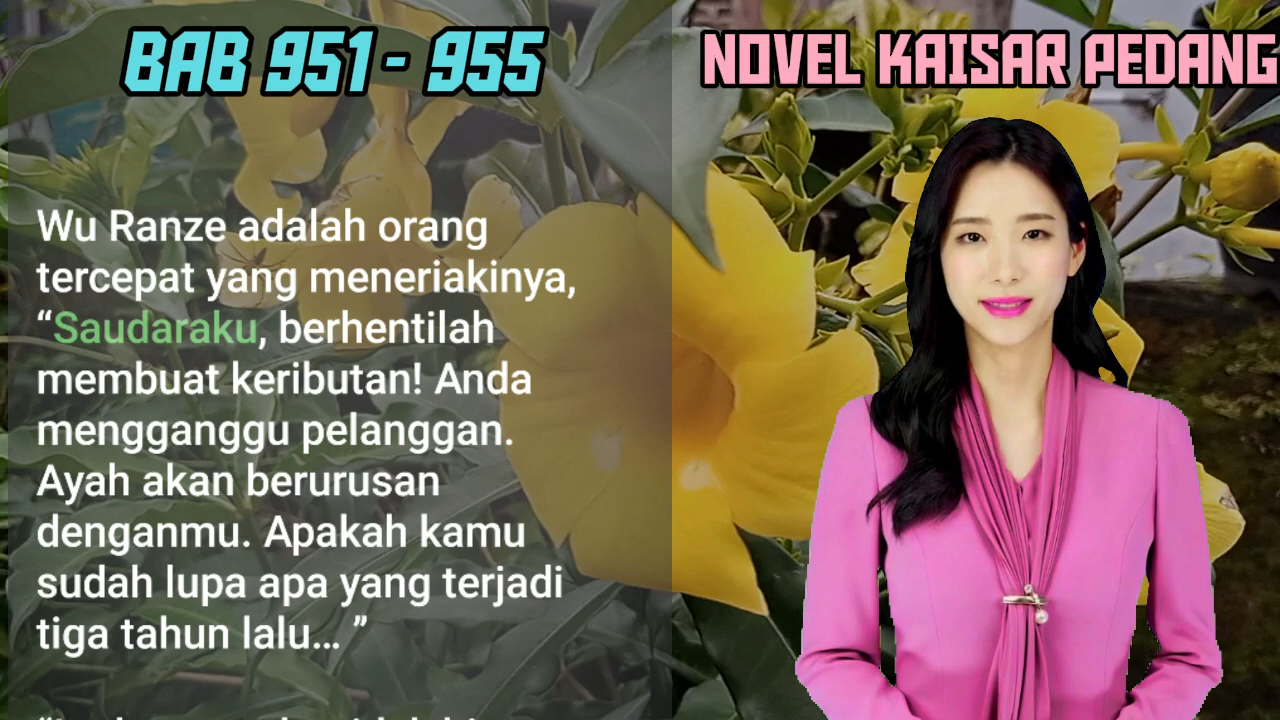 BAB 951 - 955
NOVEL KAISAR PEDANG
Wu Ranze adalah orang
tercepat yang meneriakinya,
“Saudaraku, berhentilah
membuat keributan! Anda
mengganggu pelanggan.
Ayah akan berurusan
denganmu. Apakah kamu
sudah lupa apa yang terjadi
tiga tahun lalu… ”